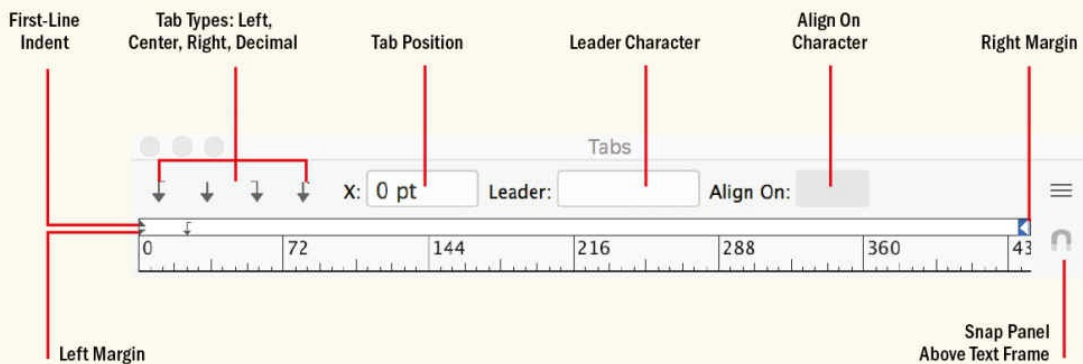 First-Line
Indent
Tab Types: Left,
Center, Right, Decimal
Tab Position
Leader Character
Align On
Character
Right Margin
Tabs
X: 0 pt Leader: Align On:
0 72 144 216 288 360 43
Left Margin
Snap Panel
Above Text Frame